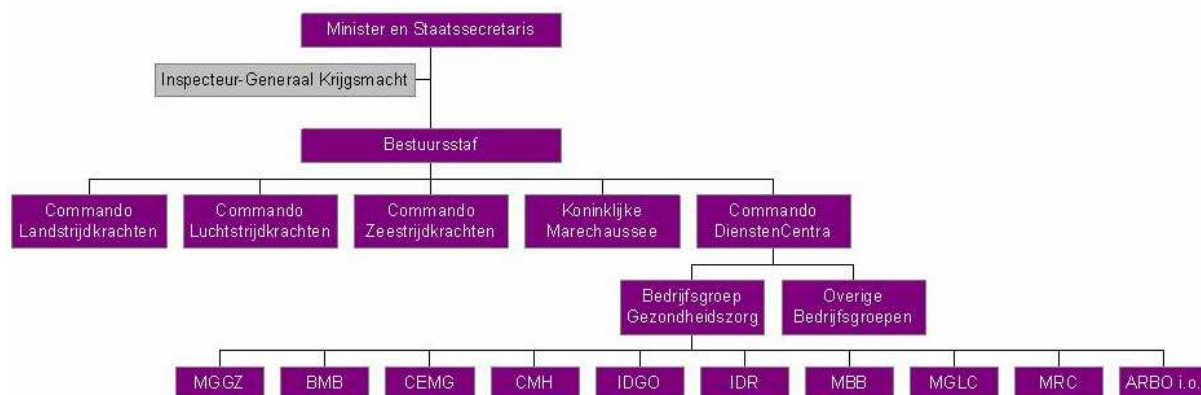 Minister en Staatssecretaris
Inspecteur-Generaal Krijgsmacht
Bestuursstaf
Commando
Landstrijdkrachten
Commando
Luchtstrijdkrachten
Commando
Zeestrijdkrachten
Koninklijke
Marechaussee
Commando
DienstenCentra
Bedrijfsgroep
Gezondheidszorg
Overige
Bedrijfsgroepen
MGGZ
BMB
CEMG
CMH
IDGO
IDR
MBB
MGLC
MRC
ARBO i.o.